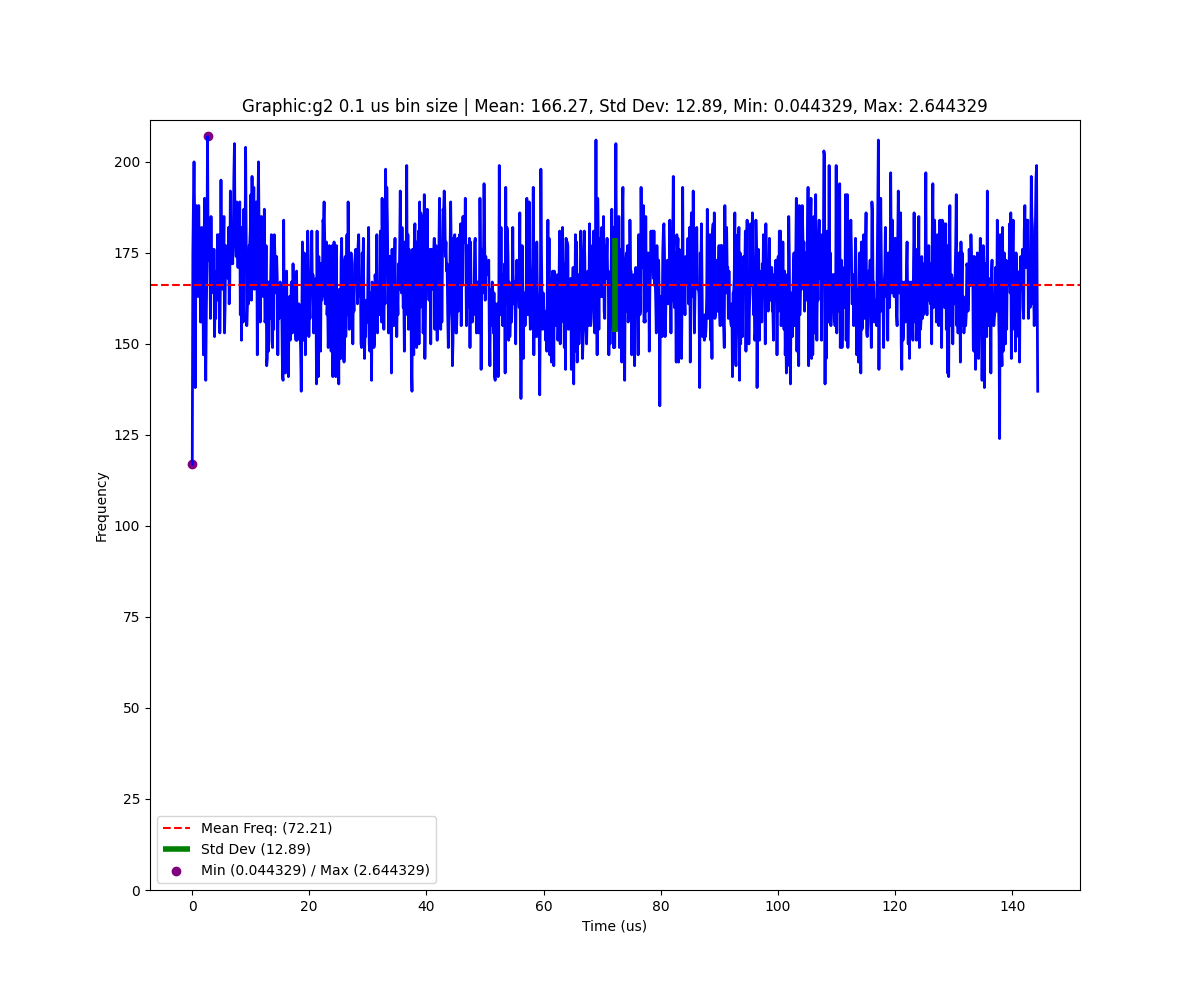 Graphic:g2 0.1 us bin size | Mean: 166.27, Std Dev: 12.89, Min: 0.044329, Max: 2.644329
200
175
150
125
100
75
50
25
0
Frequency
Mean Freq: (72.21)
Std Dev (12.89)
Min (0.044329) / Max (2.644329)
0 20 40 60 80 100 120 140
Time (us)